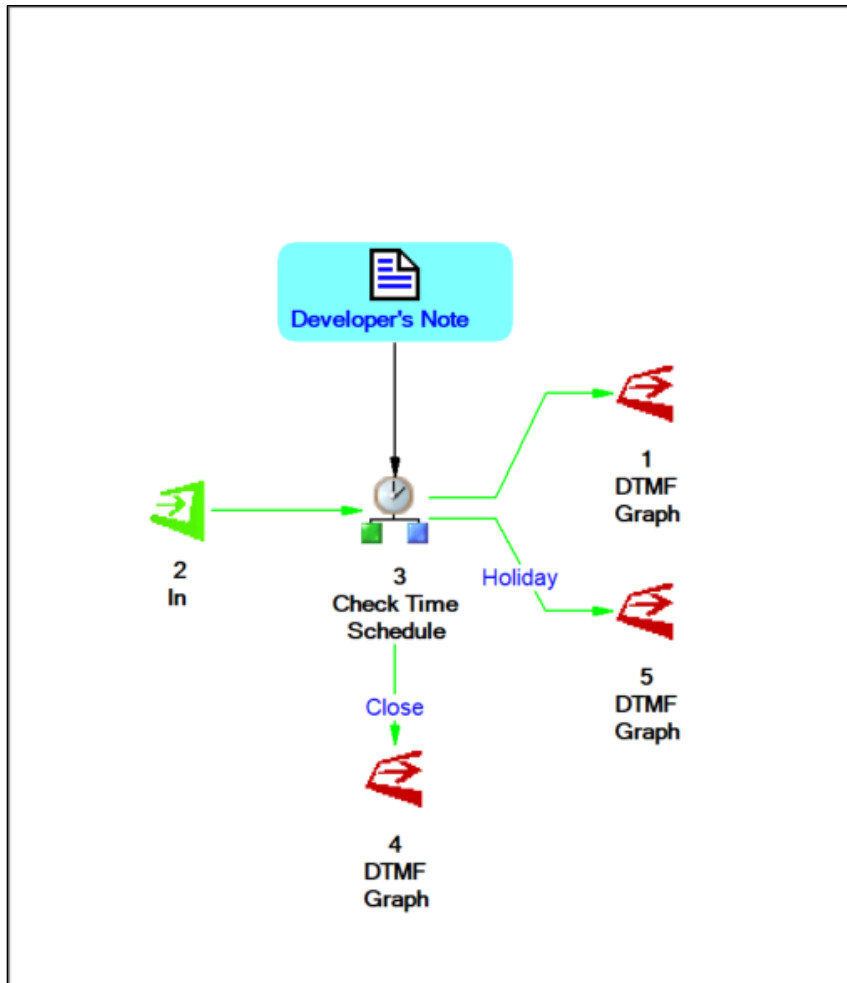 Developer's Note
1
DTMF
Graph
2
In
3
Check Time
Schedule
Holiday
5
DTMF
Graph
Close
4
DTMF
Graph